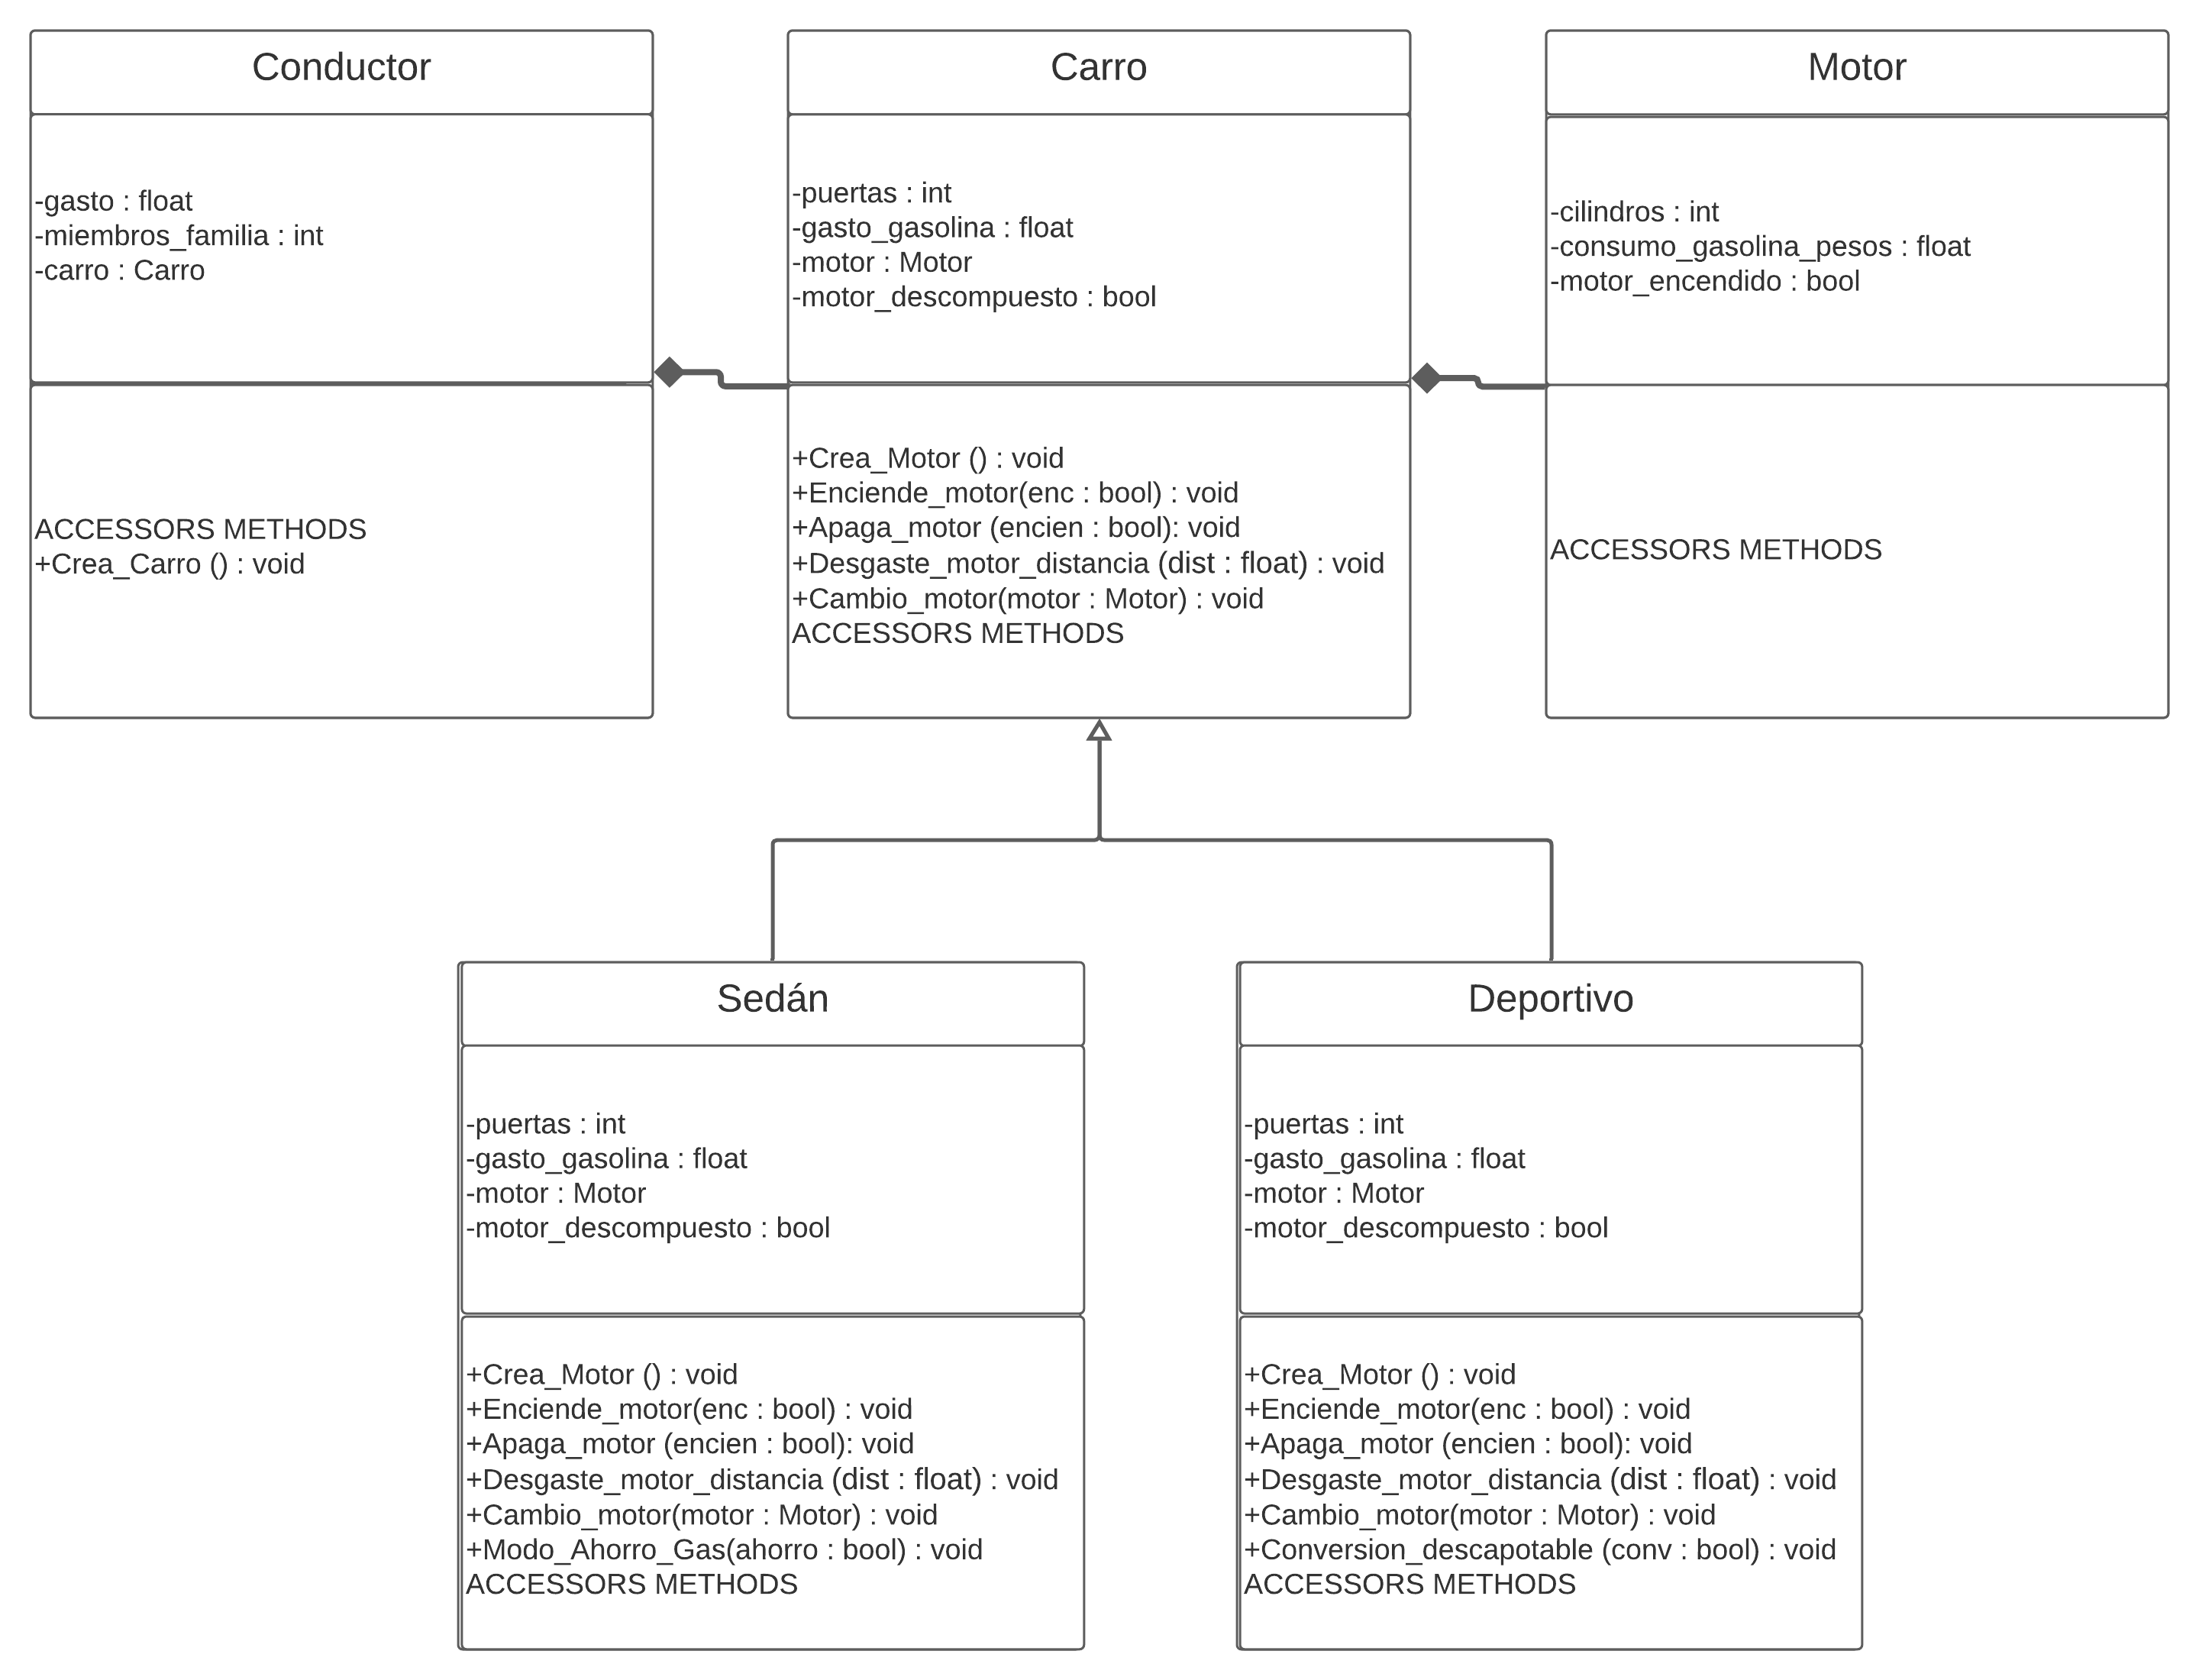 Conductor
-gasto : float
-miembros_familia : int
-carro : Carro
ACCESSORS METHODS
+Crea_Carro () : void
Carro
-puertas : int
-gasto_gasolina : float
-motor : Motor
-motor_descompuesto : bool
+Crea_Motor () : void
+Enciende_motor(enc : bool) : void
+Apaga_motor (encien : bool): void
+Desgaste_motor_distancia (dist : float) : void
+Cambio_motor(motor : Motor) : void
ACCESSORS METHODS
Motor
-cilindros : int
-consumo_gasolina_pesos : float
-motor_encendido : bool
ACCESSORS METHODS
Sedán
-puertas : int
-gasto_gasolina : float
-motor : Motor
-motor_descompuesto : bool
+Crea_Motor () : void
+Enciende_motor(enc : bool) : void
+Apaga_motor (encien : bool): void
+Desgaste_motor_distancia (dist : float) : void
+Cambio_motor(motor : Motor) : void
+Modo_Ahorro_Gas(ahorro : bool) : void
ACCESSORS METHODS
Deportivo
-puertas : int
-gasto_gasolina : float
-motor : Motor
-motor_descompuesto : bool
+Crea_Motor () : void
+Enciende_motor(enc : bool) : void
+Apaga_motor (encien : bool): void
+Desgaste_motor_distancia (dist : float) : void
+Cambio_motor(motor : Motor) : void
+Conversion_descapotable (conv : bool) : void
ACCESSORS METHODS